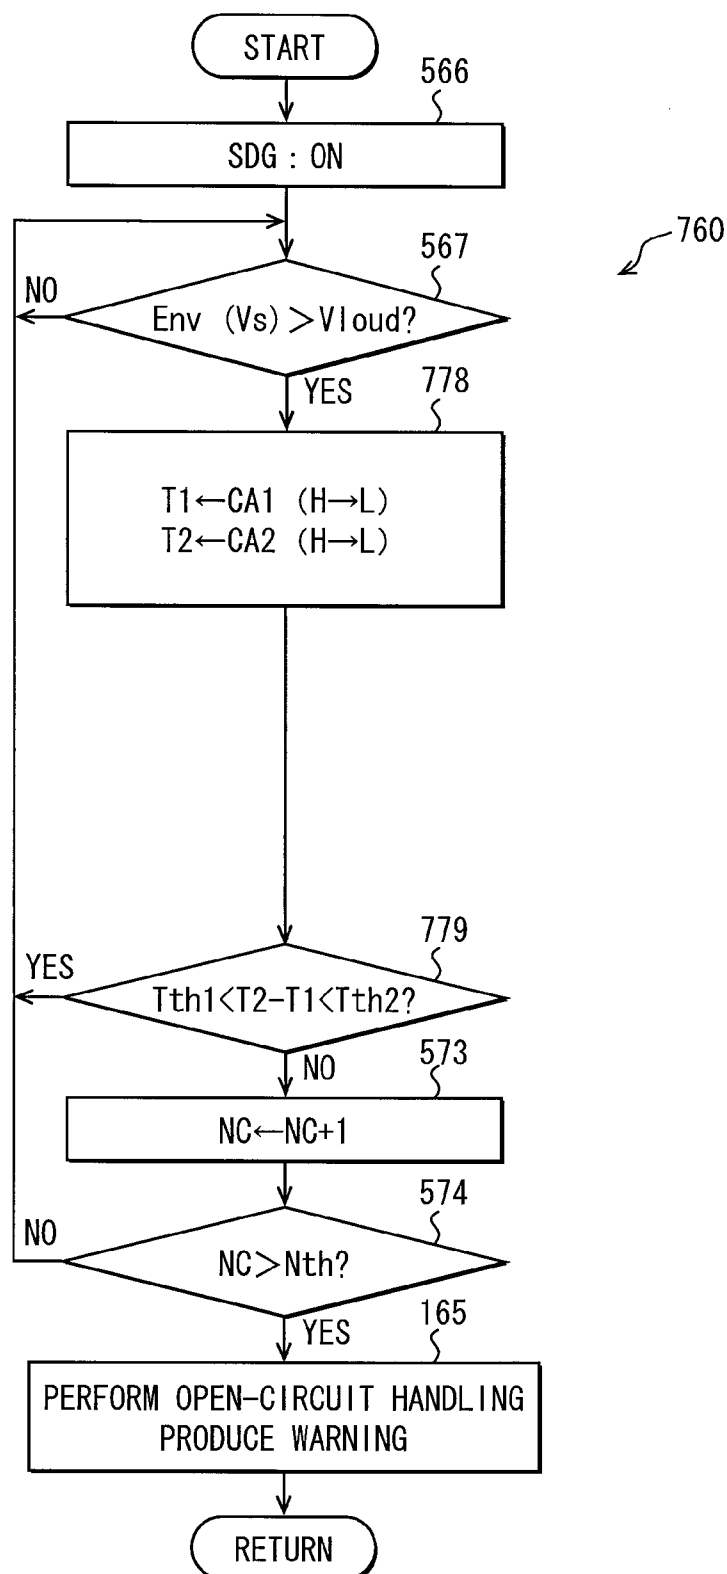 START
566
SDG : ON
760
567
NO
Env (Vs)>Vloud?
YES
778
T1←CA1 (H→L)
T2←CA2 (H→L)
779
YES
Tth1<T2-T1<Tth2?
NO
573
NC←NC+1
574
NO
NC>Nth?
YES
165
PERFORM OPEN-CIRCUIT HANDLING
PRODUCE WARNING
RETURN